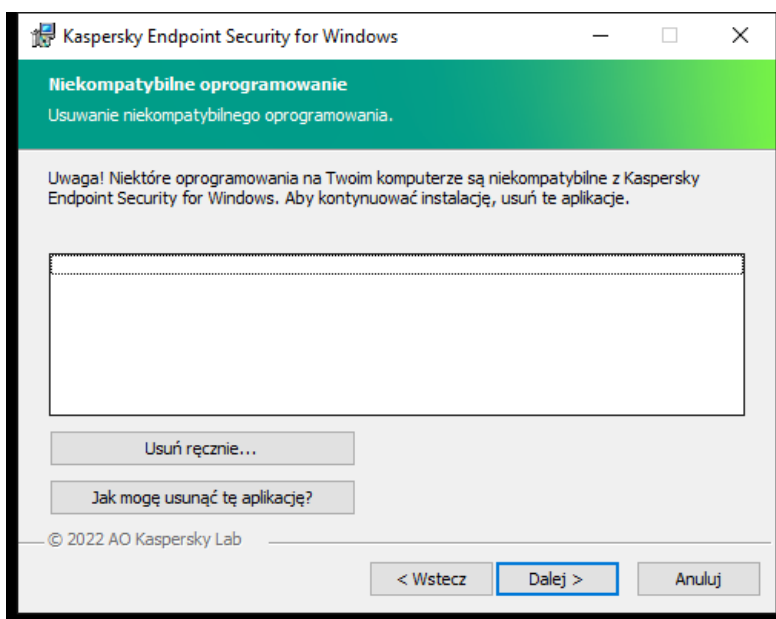 Kaspersky Endpoint Security for Windows
Niekompatybilne oprogramowanie
Usuwanie niekompatybilnego oprogramowania.
Uwaga! Niektóre oprogramowania na Twoim komputerze są niekompatybilne z Kaspersky
Endpoint Security for Windows. Aby kontynuować instalację, usuń te aplikacje.
Usuń ręcznie...
Jak mogę usunąć tę aplikację?
© 2022 AO Kaspersky Lab
< Wstecz Dalej > Anuluj